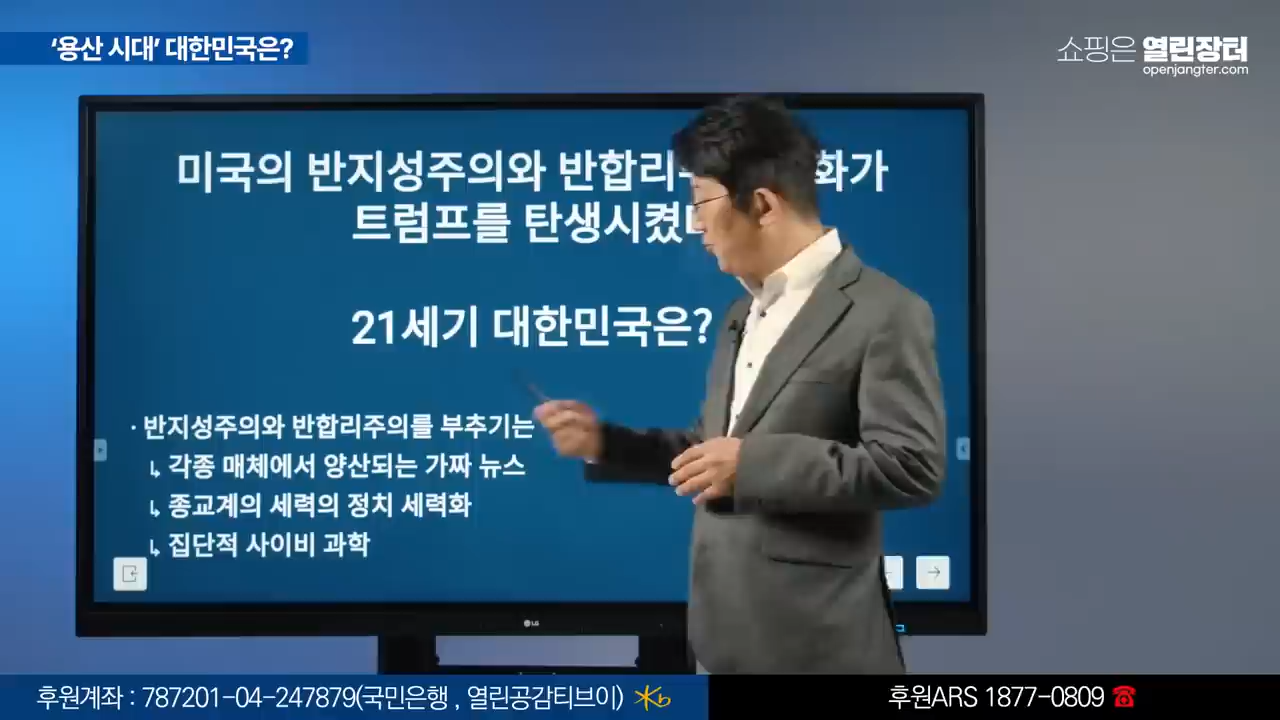 ‘용산 시대’ 대한민국은?
쇼핑은 열린장터
openjangter.com
미국의 반지성주의와 반합리 화가
트럼프를 탄생시켰
21세기 대한민국은?
· 반지성주의와 반합리주의를 부추기는
↳ 각종 매체에서 양산되는 가짜 뉴스
↳ 종교계의 세력의 정치 세력화
↳ 집단적 사이비 과학
LG
후원계좌 : 787201-04-247879(국민은행 , 열린공감티브이)
후원ARS 1877-0809